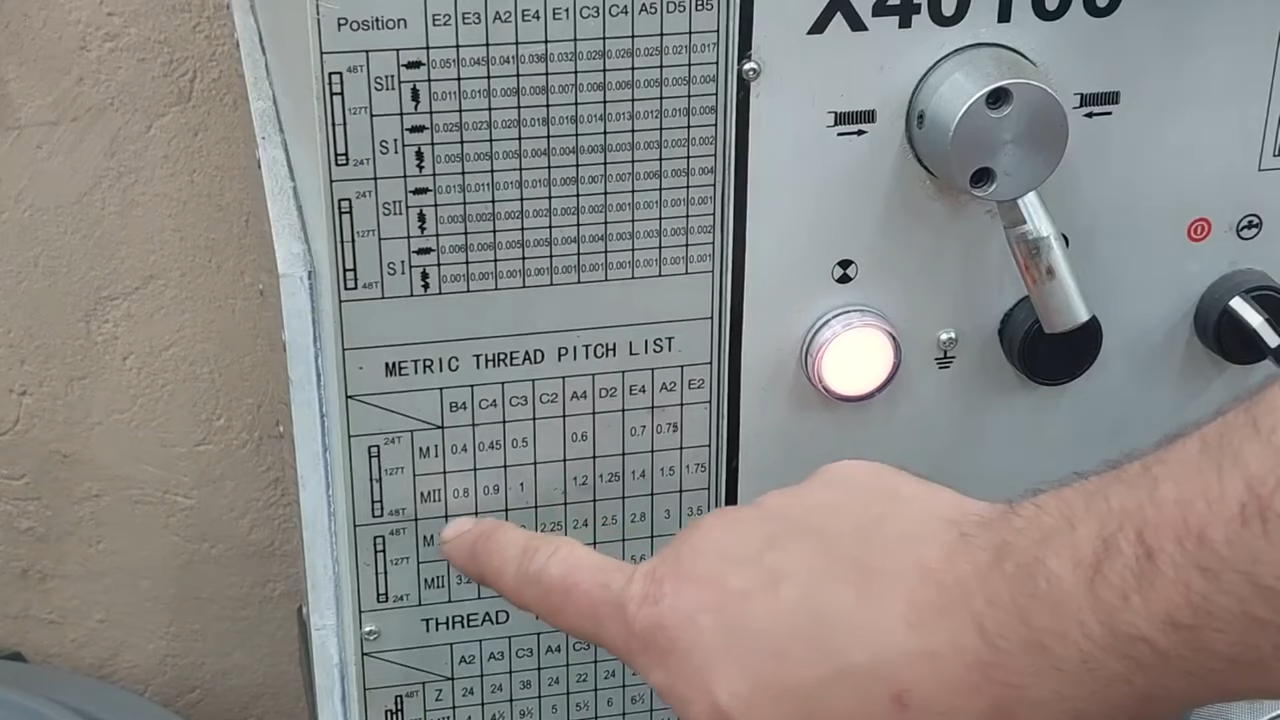 X40100
Position E2 E3 A2 E4 E1 C3 C4 A5 D5 B5
48T 127T 24T SII 0.051 0.045 0.041 0.036 0.032 0.029 0.026 0.025 0.021 0.017
0.011 0.010 0.009 0.008 0.007 0.006 0.006 0.005 0.005 0.004
SI 0.025 0.023 0.020 0.018 0.016 0.014 0.013 0.012 0.010 0.008
0.005 0.005 0.005 0.004 0.004 0.003 0.003 0.003 0.002 0.002
24T 127T 48T SII 0.013 0.011 0.010 0.010 0.009 0.007 0.007 0.006 0.005 0.004
0.003 0.002 0.002 0.002 0.002 0.002 0.001 0.001 0.001 0.001
SI 0.006 0.006 0.005 0.005 0.004 0.004 0.003 0.003 0.003 0.002
0.001 0.001 0.001 0.001 0.001 0.001 0.001 0.001 0.001 0.001
METRIC THREAD PITCH LIST
B4 C4 C3 C2 A4 D2 E4 A2 E2
24T 127T 48T MI 0.4 0.45 0.5 0.6 0.7 0.75
MII 0.8 0.9 1 1.2 1.25 1.4 1.5 1.75
48T 127T 24T M 2.25 2.4 2.5 2.8 3 3.5
MII 3.2 5.6
THREAD
A2 A3 C3 A4 C3
48T Z 24 24 38 24 22 24
4 4½ 9½ 5 5½ 6 6½